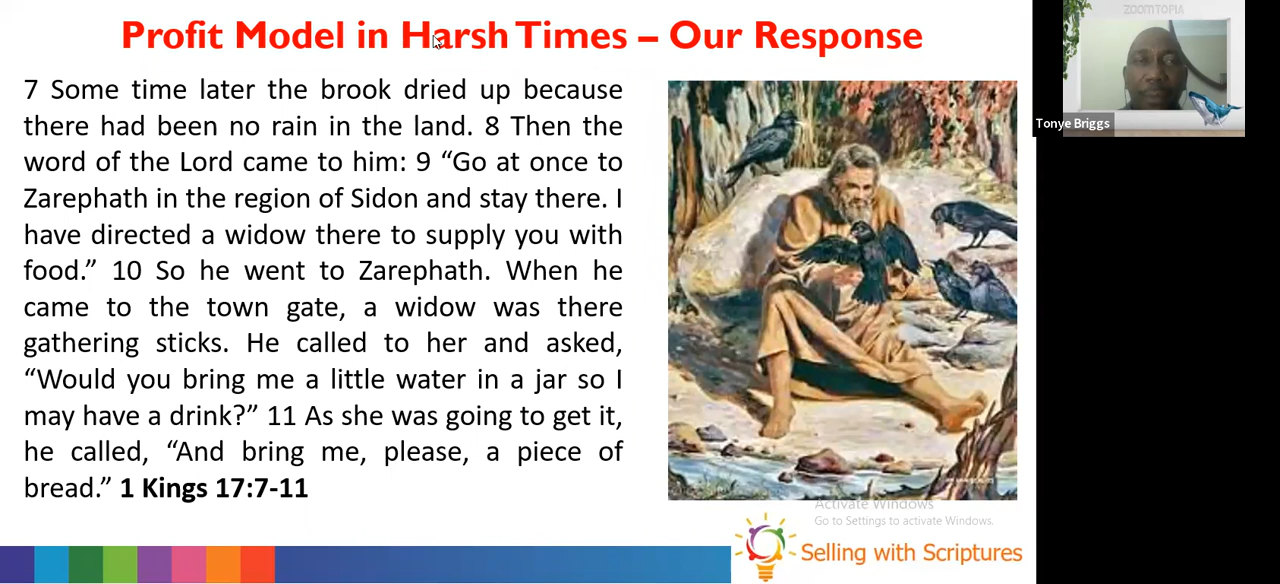 Profit Model in Harsh Times – Our Response
7 Some time later the brook dried up because
there had been no rain in the land. 8 Then the
word of the Lord came to him: 9 “Go at once to
Zarephath in the region of Sidon and stay there. I
have directed a widow there to supply you with
food.” 10 So he went to Zarephath. When he
came to the town gate, a widow was there
gathering sticks. He called to her and asked,
“Would you bring me a little water in a jar so I
may have a drink?” 11 As she was going to get it,
he called, “And bring me, please, a piece of
bread.” 1 Kings 17:7-11
Activate Windows
Go to Settings to activate Windows.
Selling with Scriptures
ZOOMTOPIA
Tonye Briggs